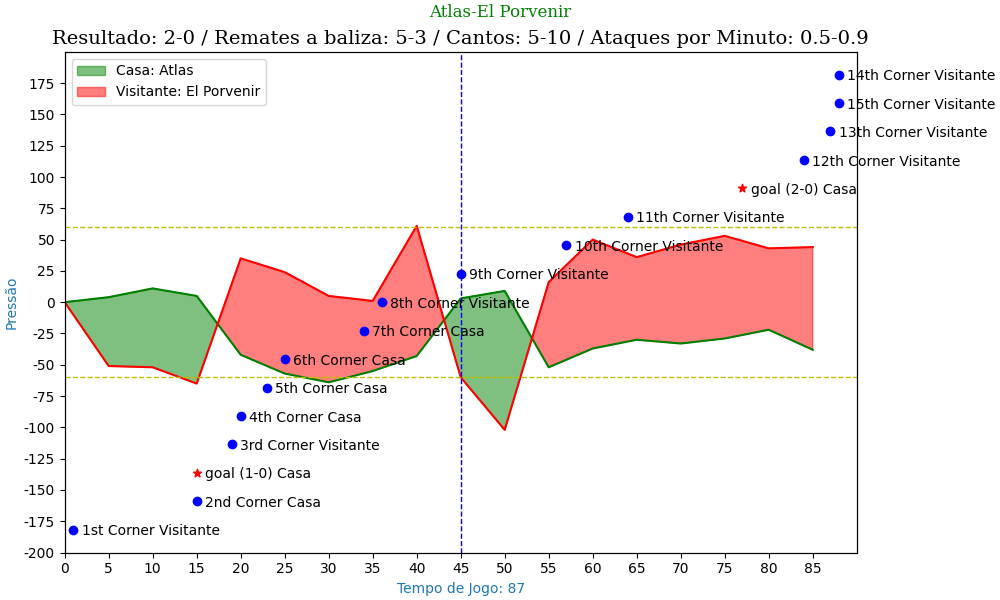 Atlas-El Porvenir
Resultado: 2-0 / Remates a baliza: 5-3 / Cantos: 5-10 / Ataques por Minuto: 0.5-0.9
Casa: Atlas
Visitante: El Porvenir
14th Corner Visitante
15th Corner Visitante
13th Corner Visitante
12th Corner Visitante
goal (2-0) Casa
11th Corner Visitante
10th Corner Visitante
9th Corner Visitante
8th Corner Visitante
7th Corner Casa
6th Corner Casa
5th Corner Casa
4th Corner Casa
3rd Corner Visitante
goal (1-0) Casa
2nd Corner Casa
1st Corner Visitante
Pressão
175
150
125
100
75
50
25
0
-25
-50
-75
-100
-125
-150
-175
-200
0 5 10 15 20 25 30 35 40 45 50 55 60 65 70 75 80 85
Tempo de Jogo: 87